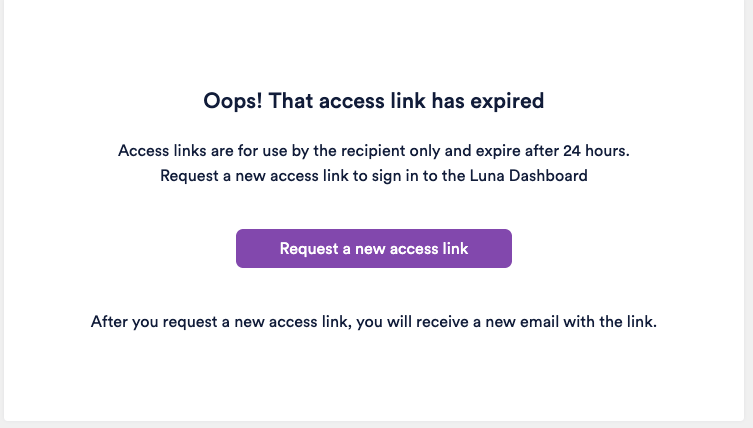 Oops! That access link has expired
Access links are for use by the recipient only and expire after 24 hours.
Request a new access link to sign in to the Luna Dashboard
Request a new access link
After you request a new access link, you will receive a new email with the link.